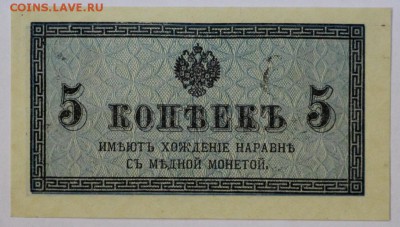 COINS.LAVE.RU
5 КОПѢЕКЪ 5
ИМѢЮТЪ ХОЖДЕНІЕ НАРАВНѢ
СЪ МѢДНОЙ МОНЕТОЙ.